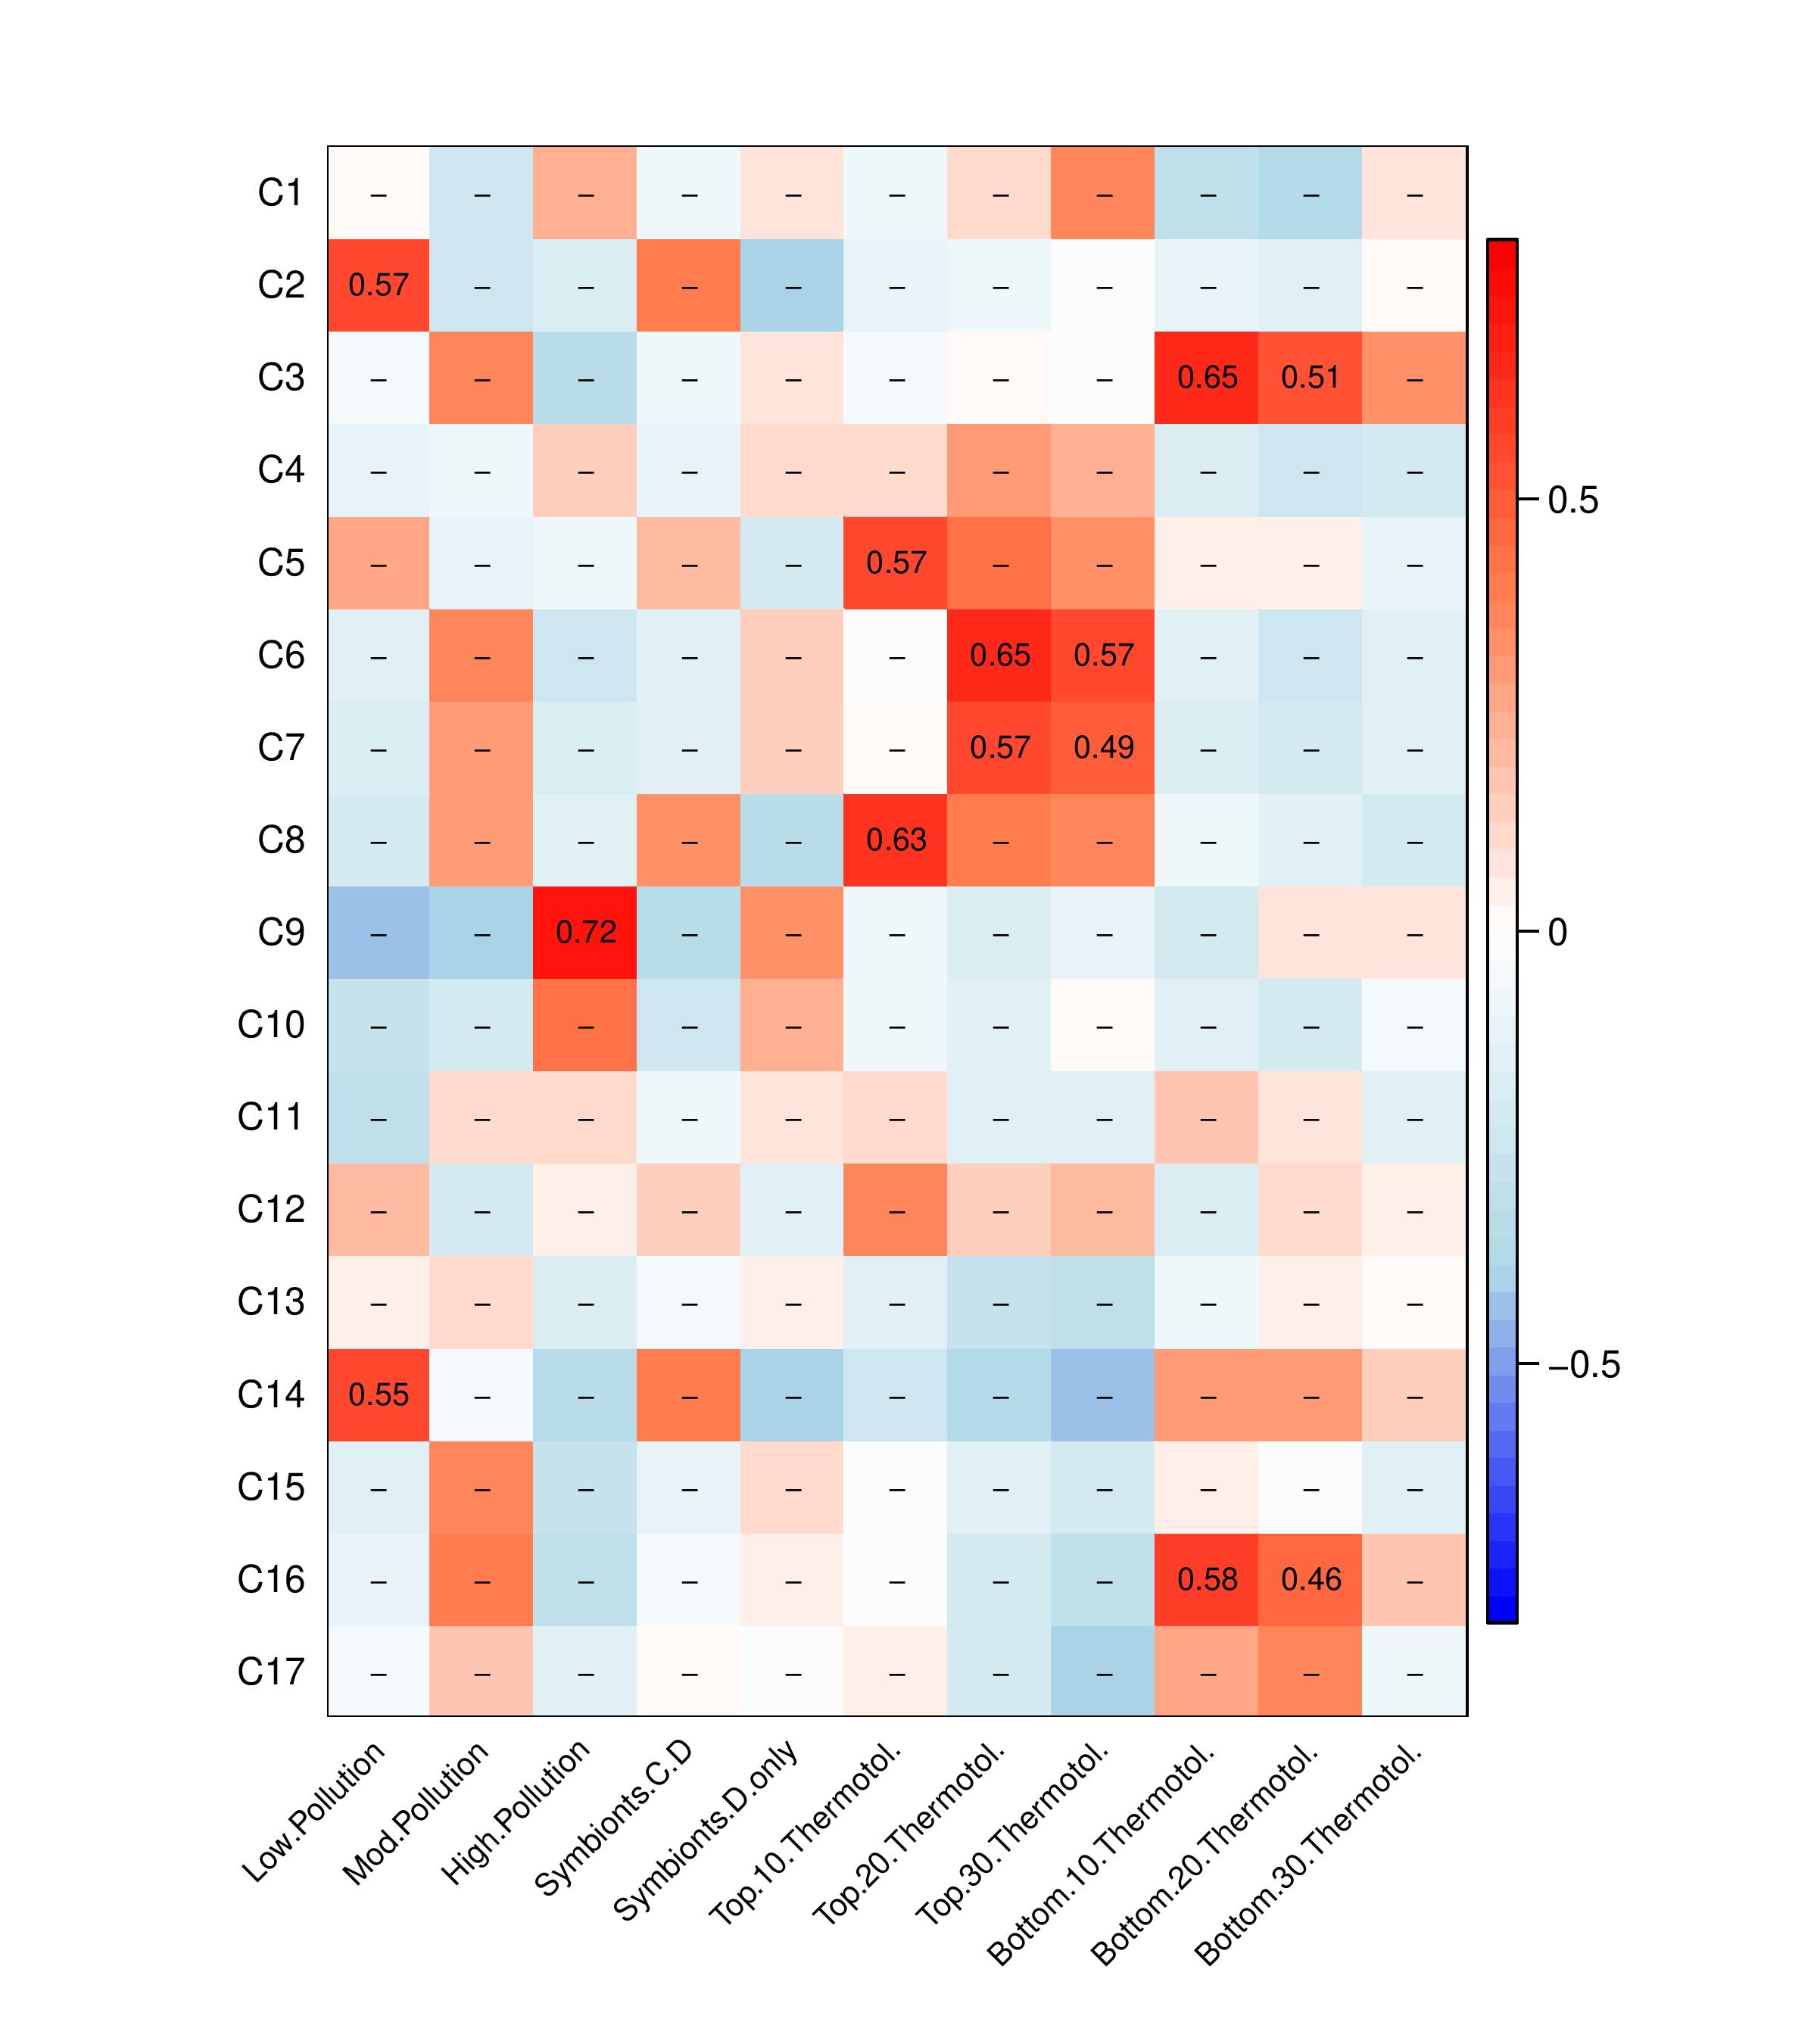 C1 – – – – – – – – – – –
C2 0.57 – – – – – – – – – –
C3 – – – – – – – – 0.65 0.51 –
C4 – – – – – – – – – – –
0.5
C5 – – – – – 0.57 – – – – –
C6 – – – – – – 0.65 0.57 – – –
C7 – – – – – – 0.57 0.49 – – –
C8 – – – – – 0.63 – – – – –
C9 – – 0.72 – – – – – – – –
0
C10 – – – – – – – – – – –
C11 – – – – – – – – – – –
C12 – – – – – – – – – – –
C13 – – – – – – – – – – –
−0.5
C14 0.55 – – – – – – – – – –
C15 – – – – – – – – – – –
C16 – – – – – – – – 0.58 0.46 –
C17 – – – – – – – – – – –
Low.Pollution
Mod.Pollution
High.Pollution
Symbionts.C.D
Symbionts.D.only
Top.10.Thermotol.
Top.20.Thermotol.
Top.30.Thermotol.
Bottom.10.Thermotol.
Bottom.20.Thermotol.
Bottom.30.Thermotol.